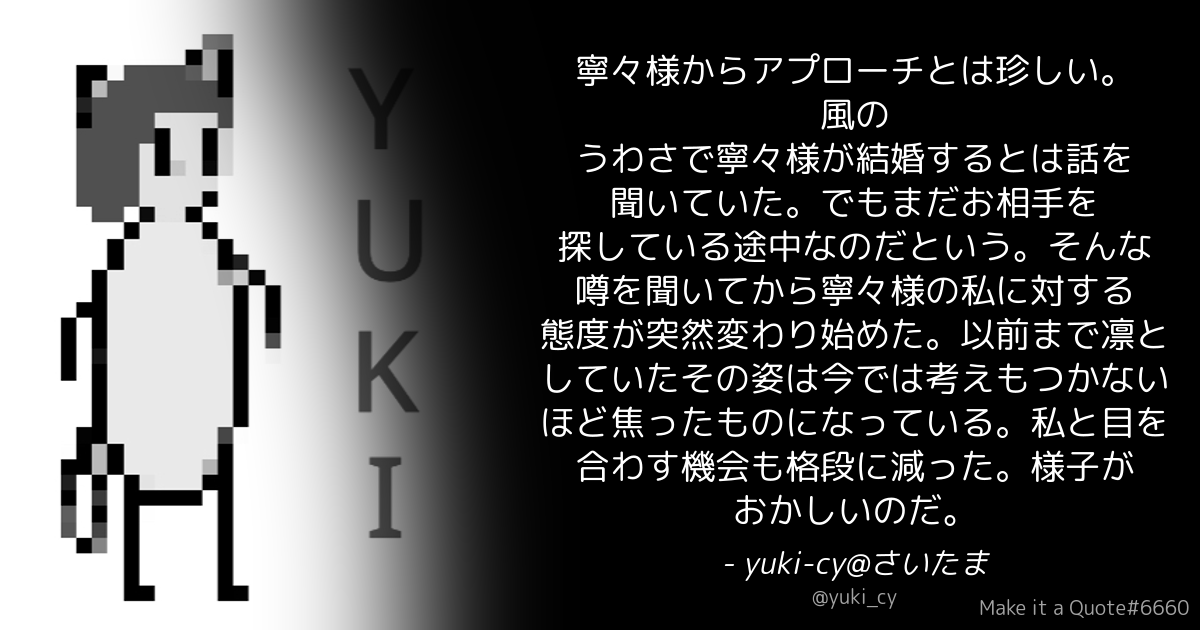 YUKI
寧々様からアプローチとは珍しい。
風の
うわさで寧々様が結婚するとは話を
聞いていた。でもまだお相手を
探している途中なのだという。そんな
噂を聞いてから寧々様の私に対する
態度が突然変わり始めた。以前まで凛と
していたその姿は今では考えもつかない
ほど焦ったものになっている。私と目を
合わす機会も格段に減った。様子が
おかしいのだ。
- yuki-cy@さいたま
@yuki_cy
Make it a Quote#6660